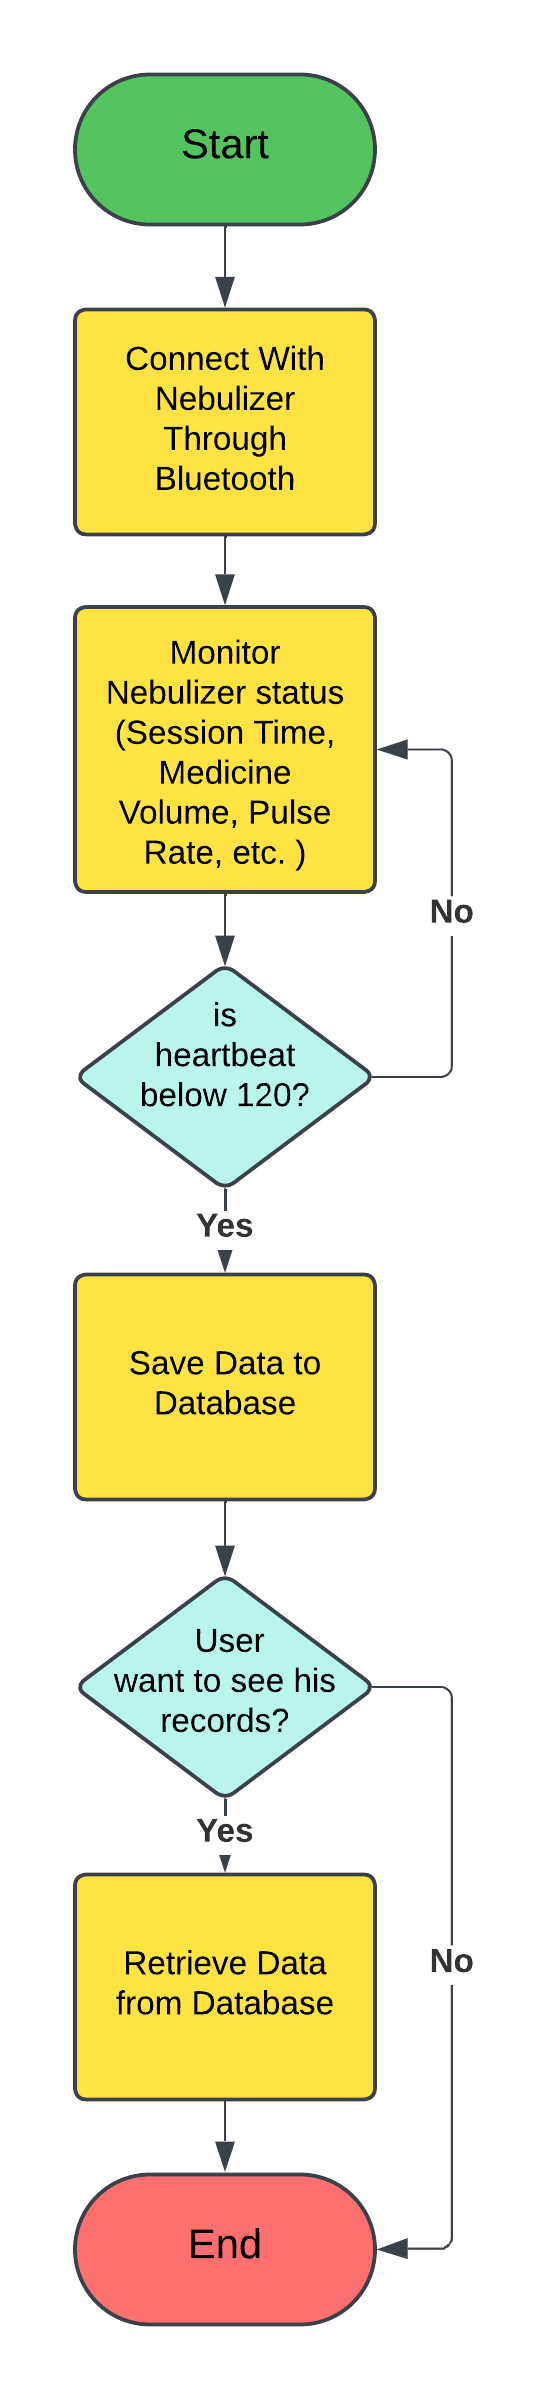 Start
Connect With
Nebulizer
Through
Bluetooth
Monitor
Nebulizer status
(Session Time,
Medicine
Volume, Pulse
Rate, etc. )
No
is
heartbeat
below 120?
Yes
Save Data to
Database
User
want to see his
records?
Yes
No
Retrieve Data
from Database
End